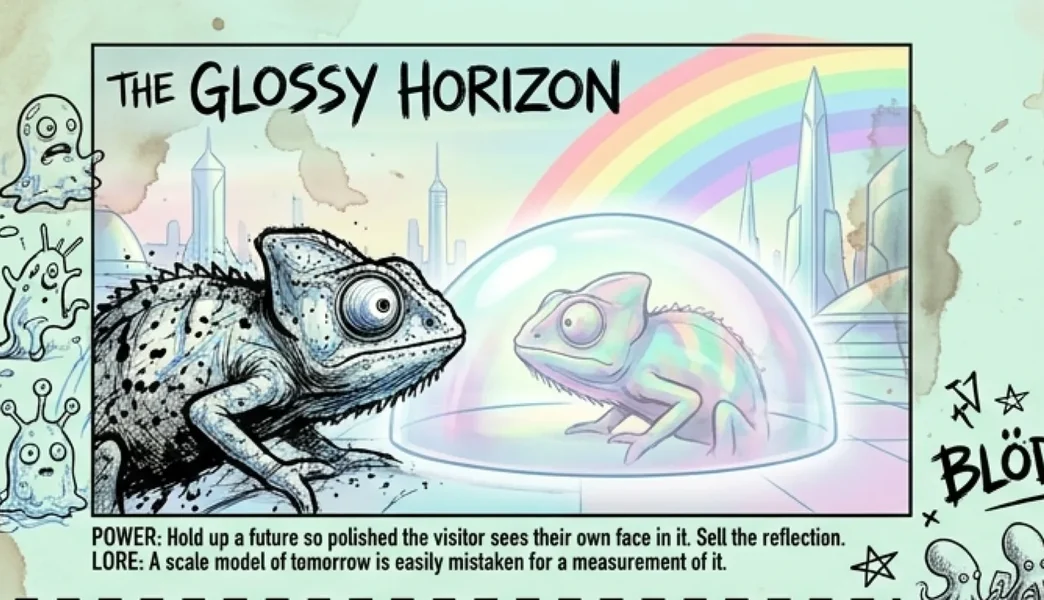 THE GLOSSY HORIZON
POWER: Hold up a future so polished the visitor sees their own face in it. Sell the reflection.
LORE: A scale model of tomorrow is easily mistaken for a measurement of it.